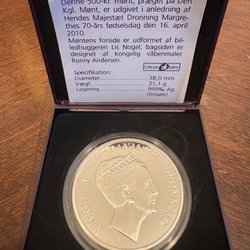 Denne 500-kr. mønt, præget på Den
Kgl. Mønt, er udgivet i anledning af
Hendes Majestæt Dronning Margre-
thes 70-års fødselsdag den 16. april
2010.
Møntens forside er udformet af bil-
ledhuggeren Lis Nogel, bagsiden er
designet af kongelig våbenmaler
Ronny Andersen.
Specifikation:
Diameter 38,0 mm
Vægt 31,1 g
Legering 999‰ Ag
(finsølv)